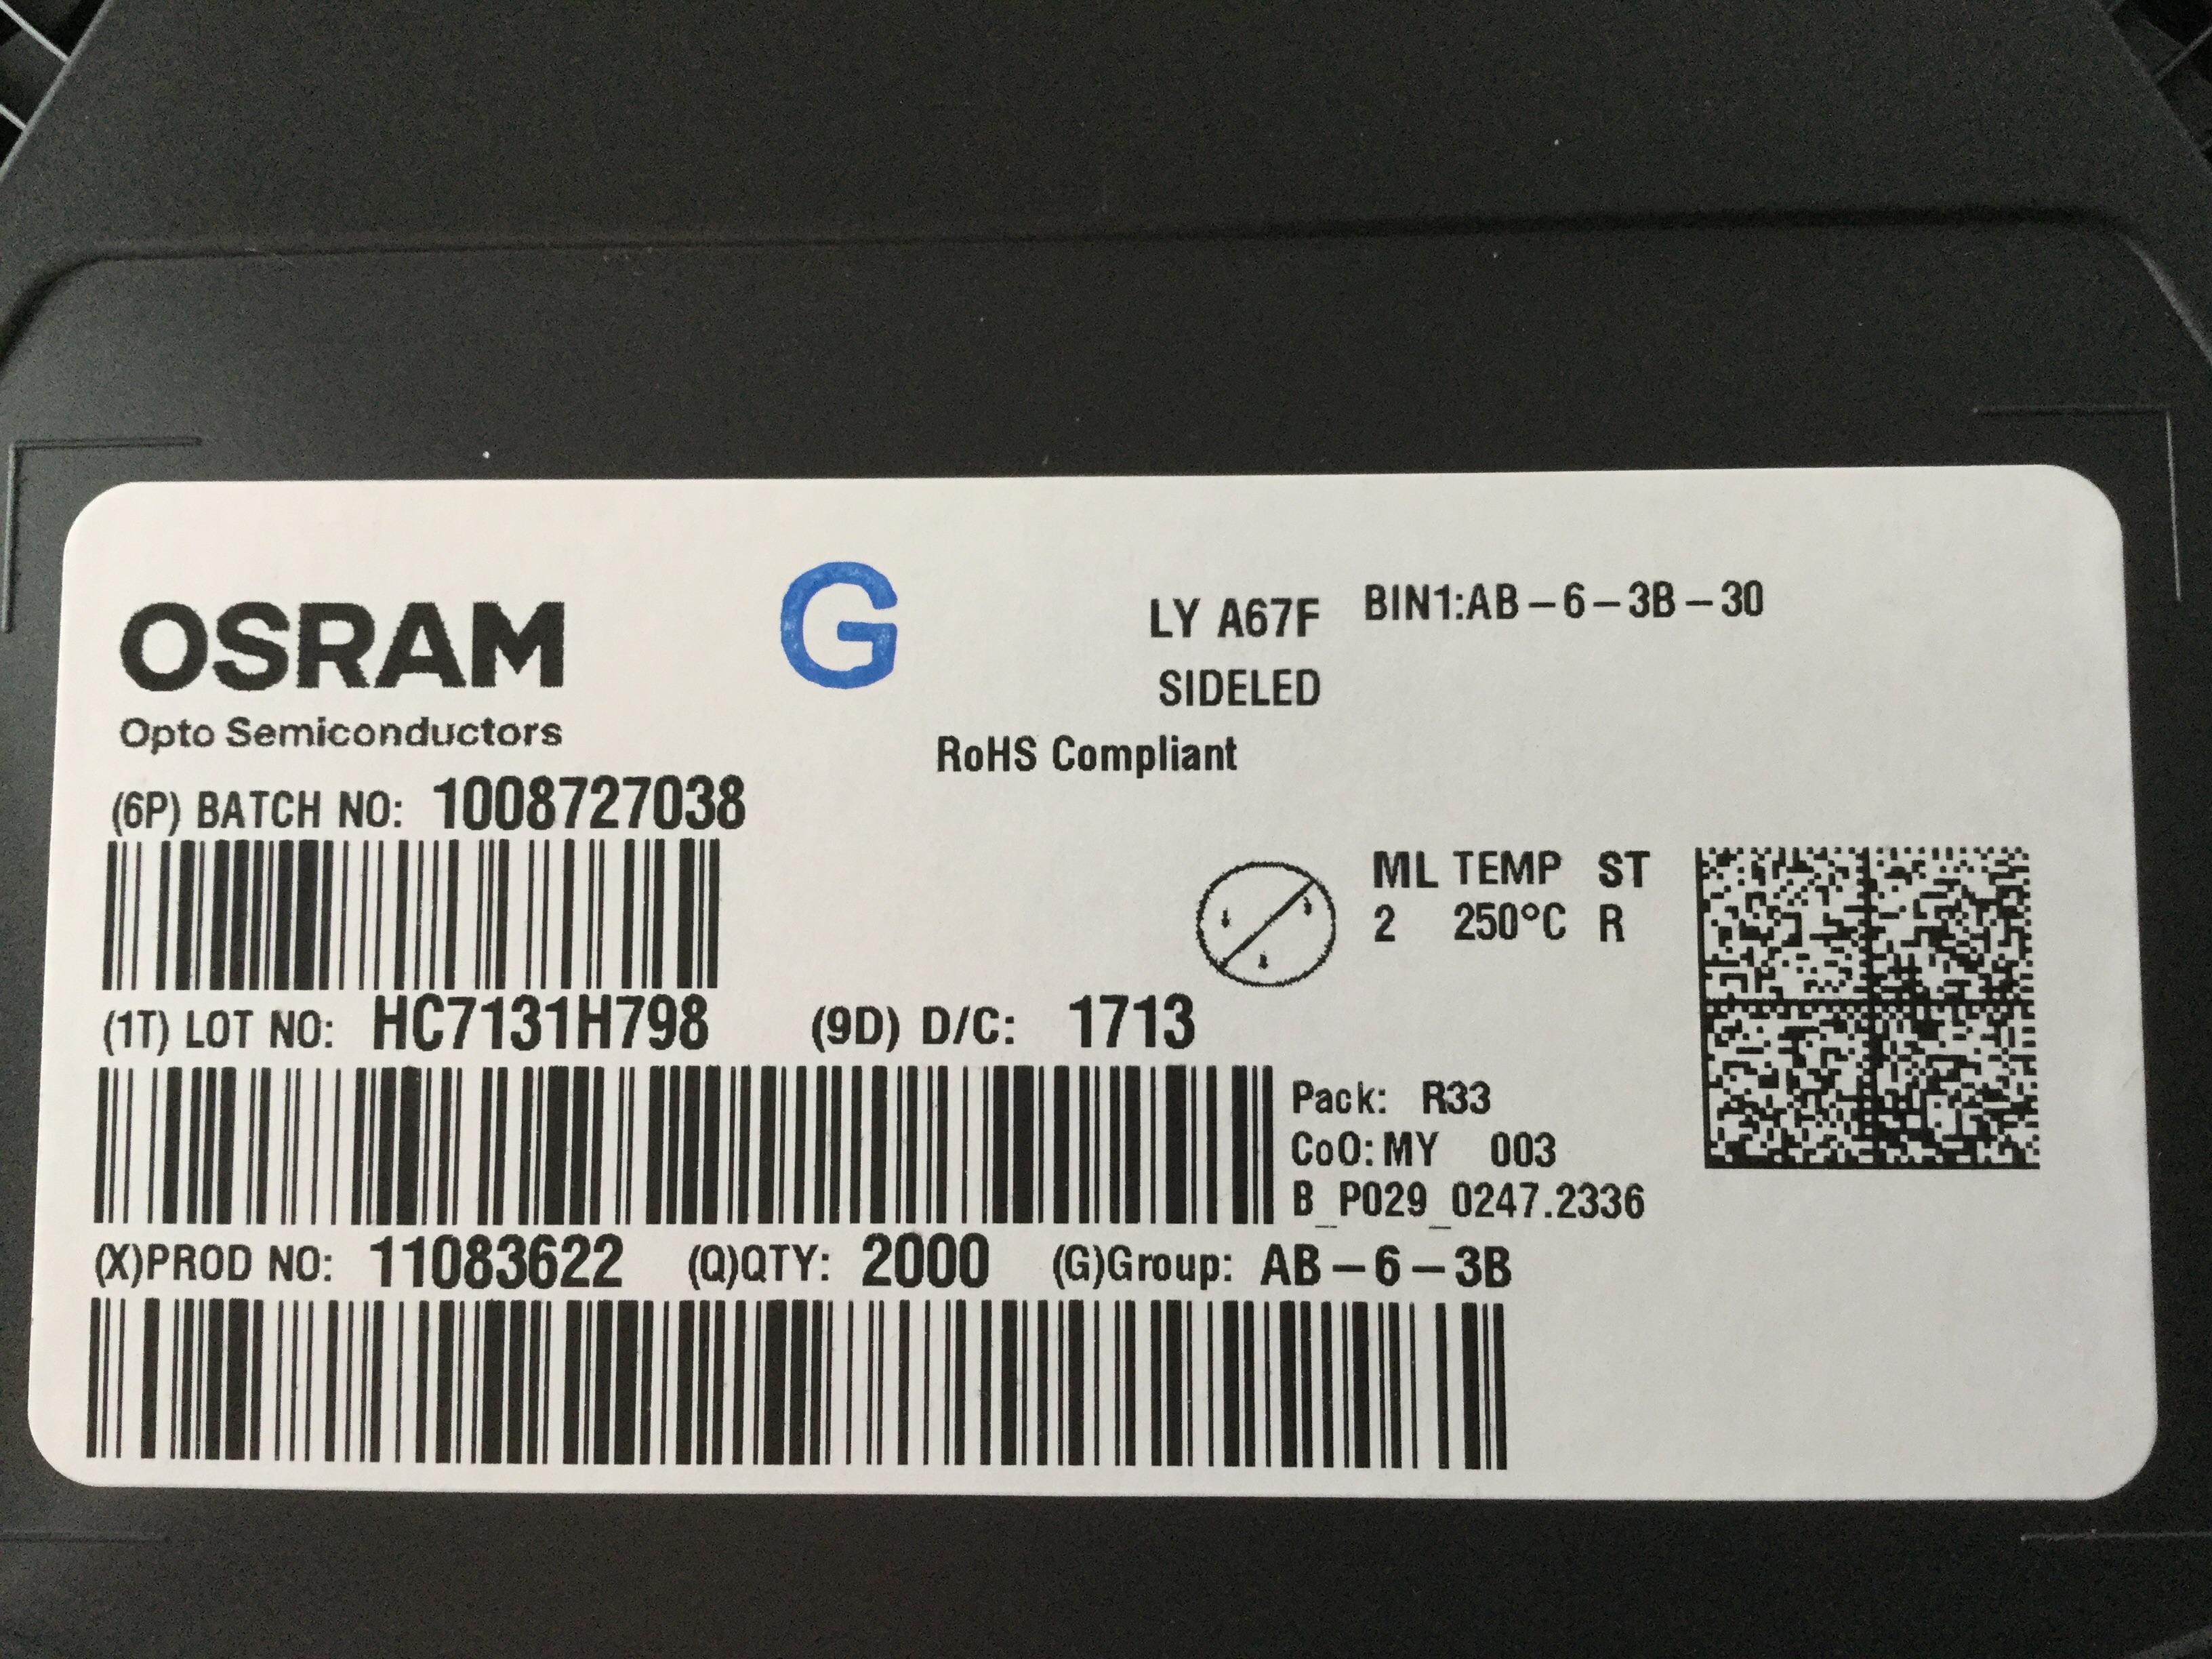 OSRAM
Opto Semiconductors
G
LY A67F BIN1:AB-6-3B-30
SIDELED
RoHS Compliant
(6P) BATCH NO: 1008727038
ML TEMP ST
2 250°C R
(1T) LOT NO: HC7131H798 (9D) D/C: 1713
Pack: R33
CoO: MY 003
B_P029_0247.2336
(X)PROD NO: 11083622 (Q)QTY: 2000 (G)Group: AB-6-3B